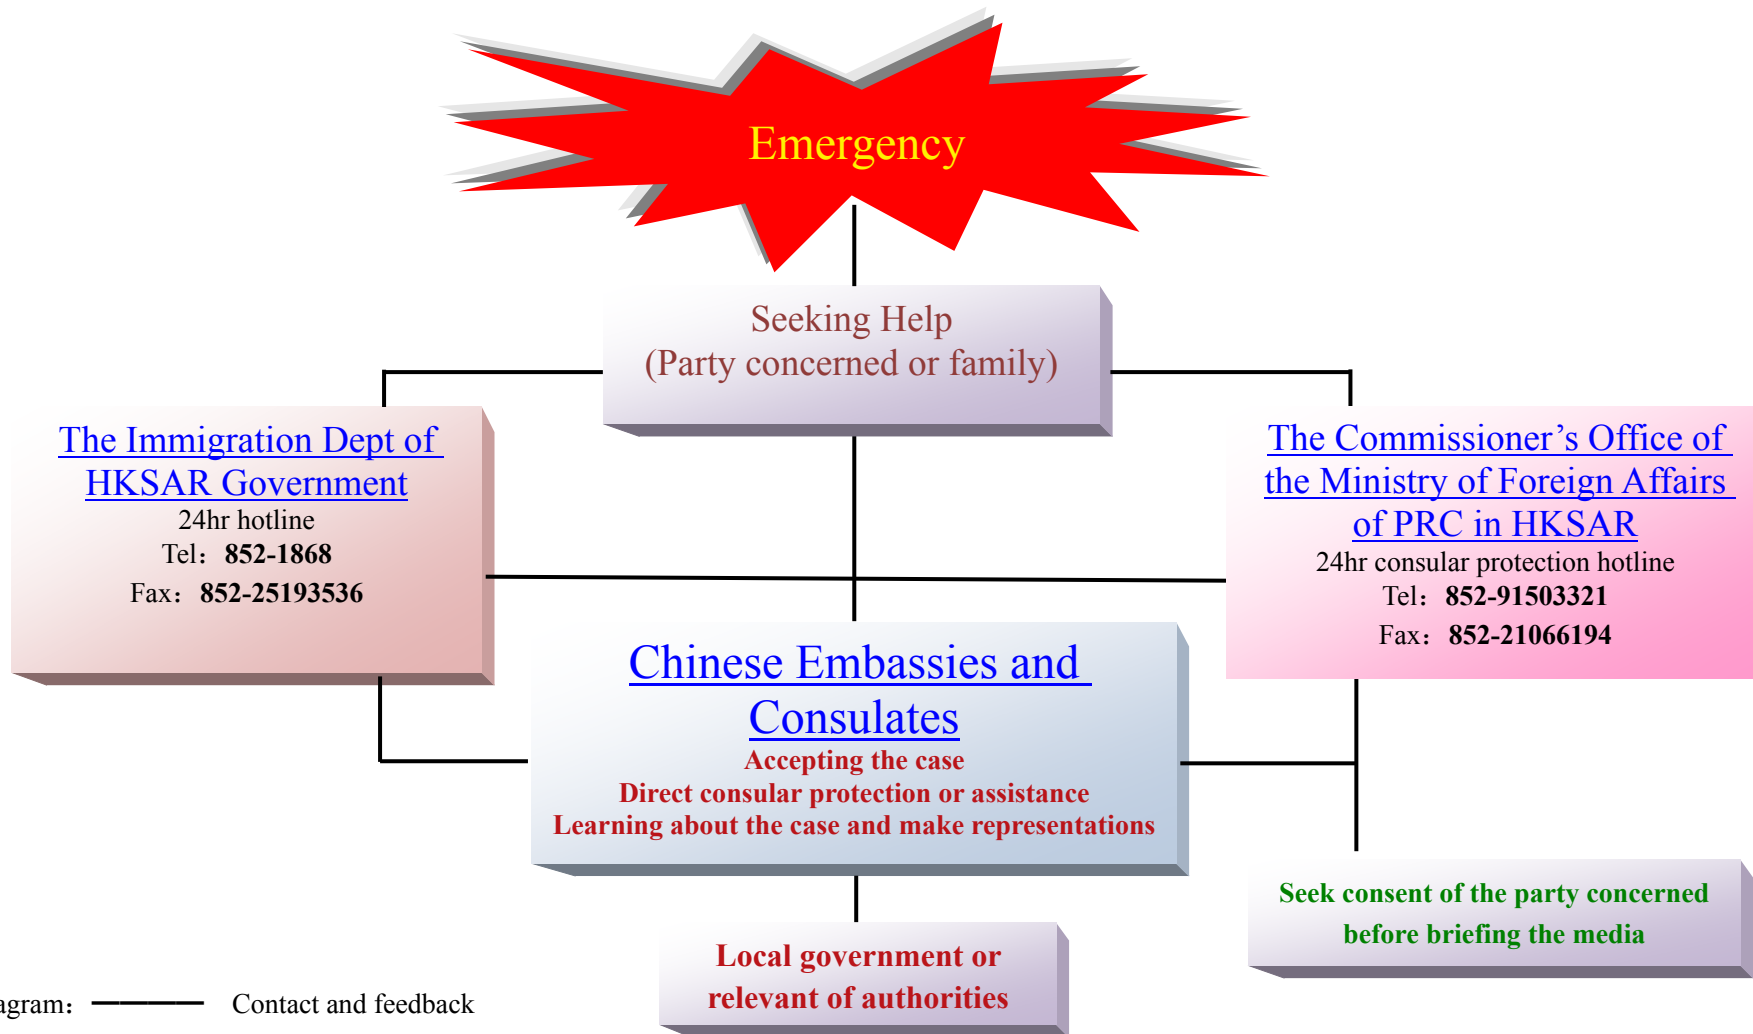 Emergency
Seeking Help
(Party concerned or family)
The Immigration Dept of
HKSAR Government
24hr hotline
Tel：852-1868
Fax：852-25193536
The Commissioner’s Office of
the Ministry of Foreign Affairs
of PRC in HKSAR
24hr consular protection hotline
Tel：852-91503321
Fax：852-21066194
Chinese Embassies and
Consulates
Accepting the case
Direct consular protection or assistance
Learning about the case and make representations
Seek consent of the party concerned
before briefing the media
Local government or
relevant of authorities
agram： Contact and feedback